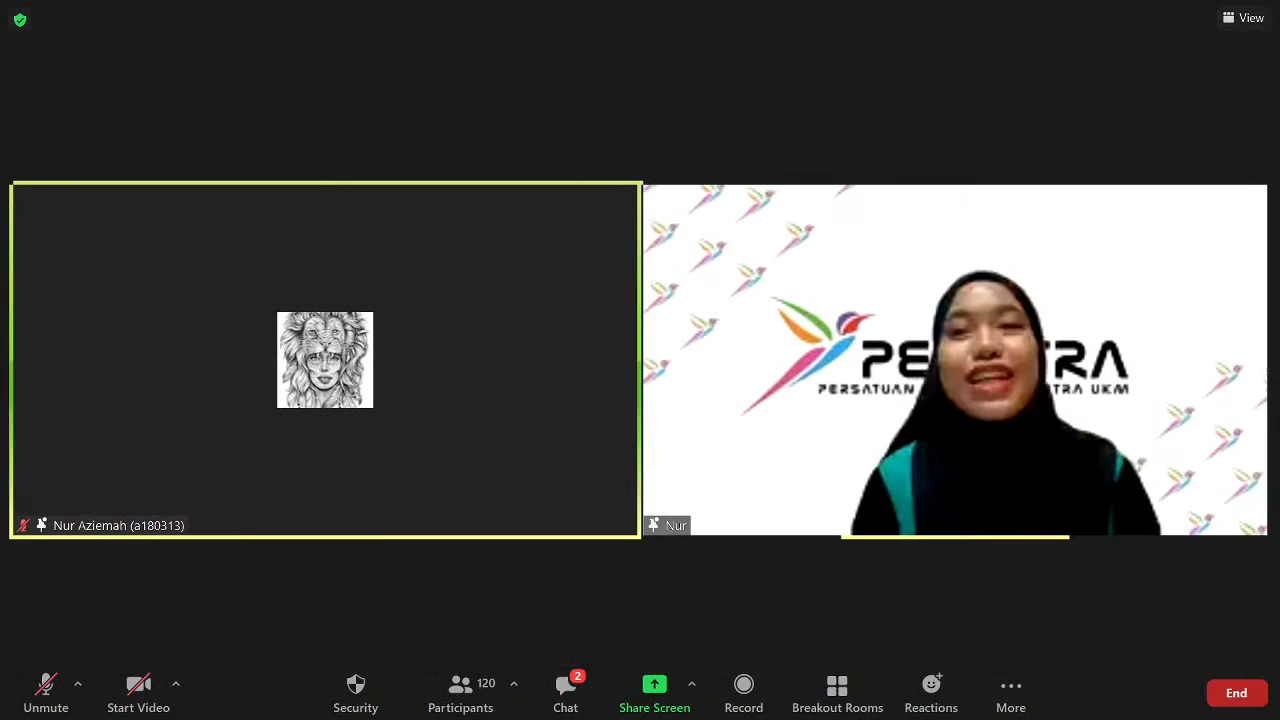 View
PERSATUAN
TRA UKM
Nur Aziemah (a180313)
Nur
120
2
Unmute
Start Video
Security
Participants
Chat
Share Screen
Record
Breakout Rooms
Reactions
More
End